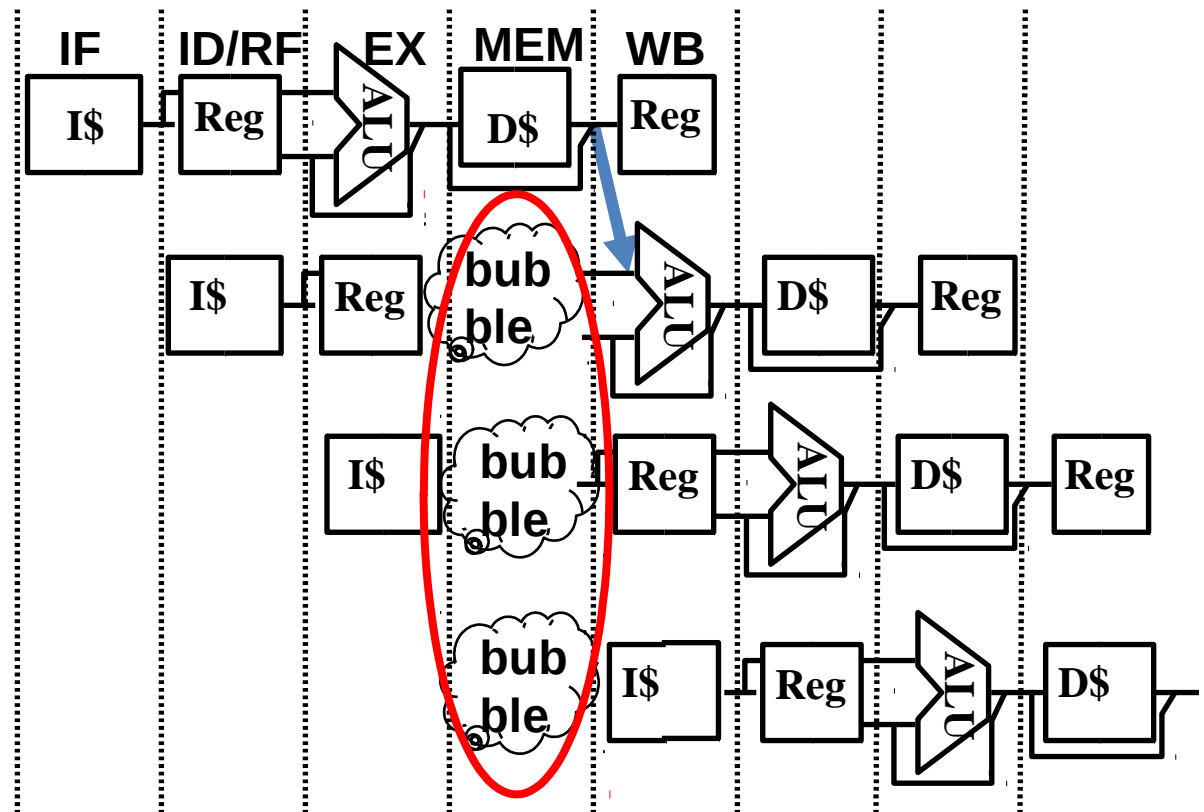 IF ID/RF EX MEM WB
I$ Reg ALU D$ Reg
I$ Reg bub
ble ALU D$ Reg
I$ bub
ble Reg ALU D$ Reg
bub
ble I$ Reg ALU D$